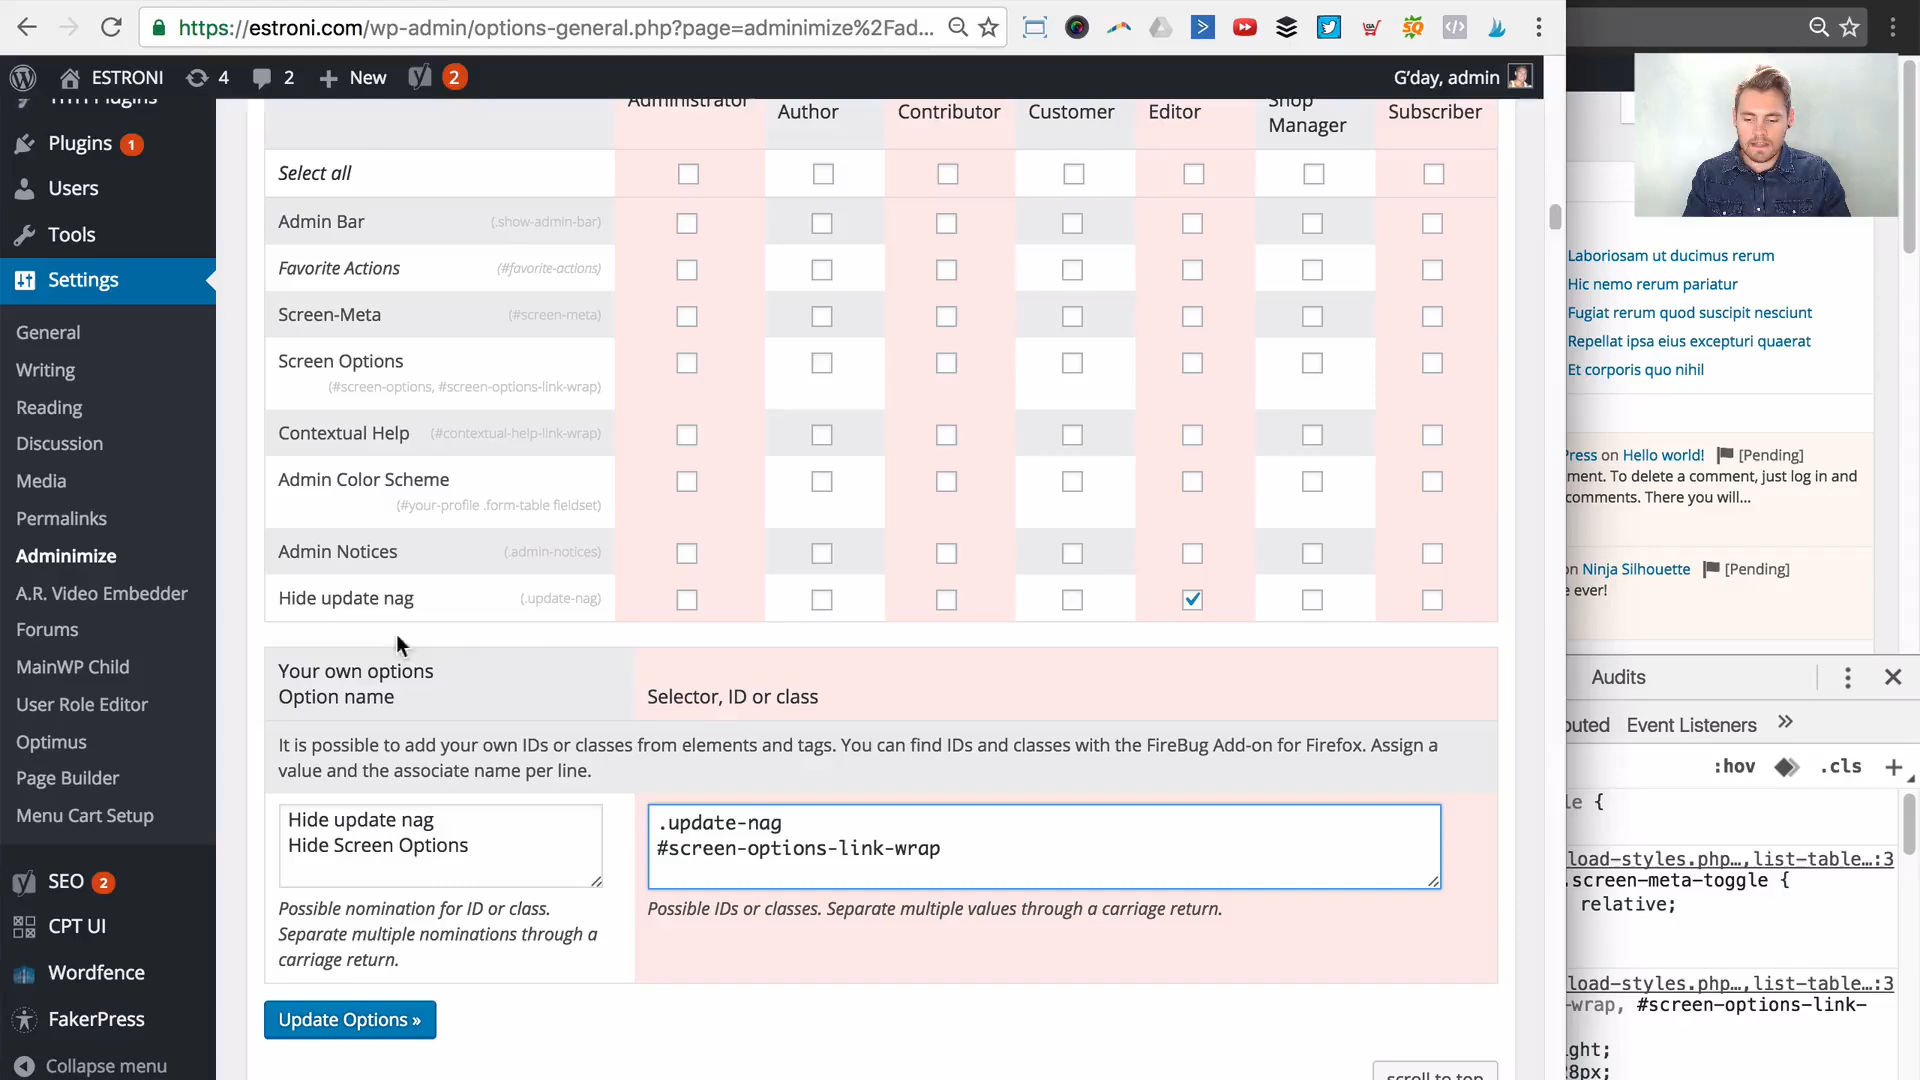 https://estroni.com/wp-admin/options-general.php?page=adminimize%2Fad...
ESTRONI 4 2 New 2 G'day, admin
Plugins 1
Users
Tools
Settings
General
Writing
Reading
Discussion
Media
Permalinks
Adminimize
A.R. Video Embedder
Forums
MainWP Child
User Role Editor
Optimus
Page Builder
Menu Cart Setup
SEO 2
CPT UI
Wordfence
FakerPress
Collapse menu
Administrator Author Contributor Customer Editor Shop Manager Subscriber
Select all
Admin Bar (.show-admin-bar)
Favorite Actions (#favorite-actions)
Screen-Meta (#screen-meta)
Screen Options
(#screen-options, #screen-options-link-wrap)
Contextual Help (#contextual-help-link-wrap)
Admin Color Scheme
(#your-profile .form-table fieldset)
Admin Notices (.admin-notices)
Hide update nag (.update-nag)
Your own options
Option name Selector, ID or class
It is possible to add your own IDs or classes from elements and tags. You can find IDs and classes with the FireBug Add-on for Firefox. Assign a
value and the associate name per line.
Hide update nag
Hide Screen Options
.update-nag
#screen-options-link-wrap
Possible nomination for ID or class.
Separate multiple nominations through a
carriage return.
Possible IDs or classes. Separate multiple values through a carriage return.
Update Options »
scroll to top
Laboriosam ut ducimus rerum
Hic nemo rerum pariatur
Fugiat rerum quod suscipit nesciunt
Repellat ipsa eius excepturi quaerat
Et corporis quo nihil
Press on Hello world! [Pending]
ment. To delete a comment, just log in and
comments. There you will...
on Ninja Silhouette [Pending]
e ever!
Audits
outed Event Listeners »
:hov .cls +
le {
load-styles.php…,list-table…:3
.screen-meta-toggle {
relative;
load-styles.php…,list-table…:3
-wrap, #screen-options-link-
ght;
8px;